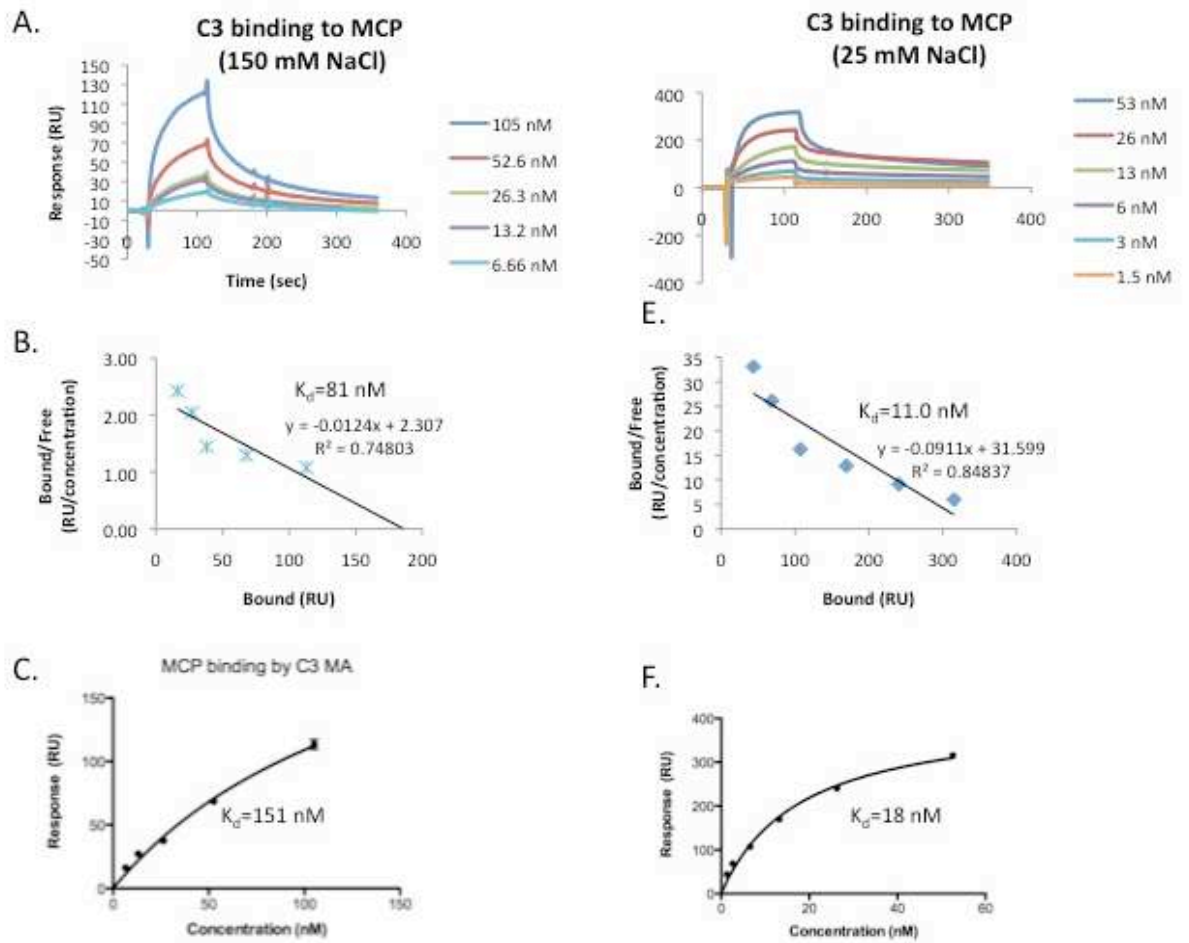 A.
C3 binding to MCP
(150 mM NaCl)
150
130
110
90
70
50
30
10
-10
-30
-50
Response (RU)
0
100
200
300
400
Time (sec)
105 nM
52.6 nM
26.3 nM
13.2 nM
6.66 nM
C3 binding to MCP
(25 mM NaCl)
400
200
0
-200
-400
0
100
200
300
400
53 nM
26 nM
13 nM
6 nM
3 nM
1.5 nM
B.
Bound/Free
(RU/concentration)
3.00
2.00
1.00
0.00
0
50
100
150
200
Kd=81 nM
y = -0.0124x + 2.307
R² = 0.74803
Bound (RU)
E.
Bound/Free
(RU/concentration)
35
30
25
20
15
10
5
0
0
100
200
300
400
Kd=11.0 nM
y = -0.0911x + 31.599
R² = 0.84837
Bound (RU)
C.
MCP binding by C3 MA
Response (RU)
150
100
50
0
0
50
100
150
Kd=151 nM
Concentration (nM)
F.
Response (RU)
400
300
200
100
0
0
20
40
60
Kd=18 nM
Concentration (nM)